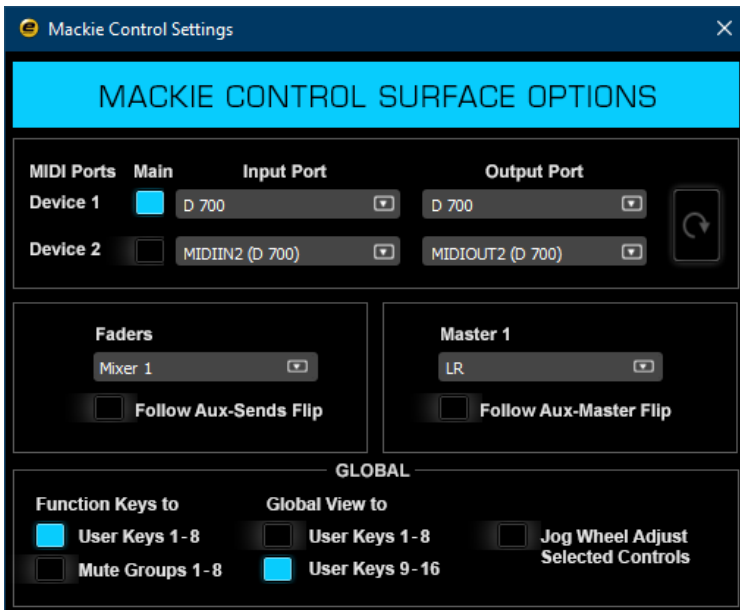 Mackie Control Settings
MACKIE CONTROL SURFACE OPTIONS
MIDI Ports Main Input Port Output Port
Device 1 D 700 D 700
Device 2 MIDIIN2 (D 700) MIDIOUT2 (D 700)
Faders Master 1
Mixer 1 LR
Follow Aux-Sends Flip Follow Aux-Master Flip
GLOBAL
Function Keys to Global View to
User Keys 1-8 User Keys 1-8 Jog Wheel Adjust
Selected Controls
Mute Groups 1-8 User Keys 9-16